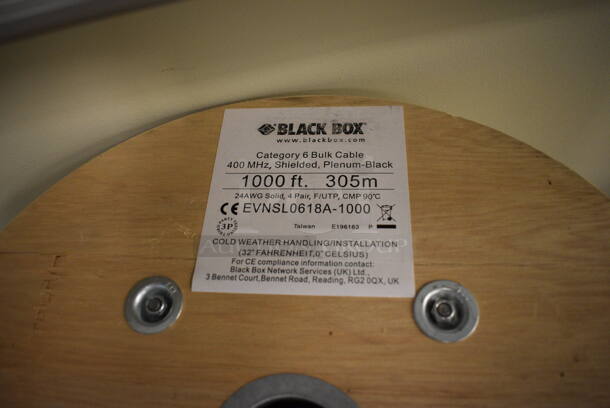 BLACK BOX
www.blackbox.com
Category 6 Bulk Cable
400 MHz, Shielded, Plenum-Black
1000 ft. 305m
24AWG Solid, 4 Pair, F/UTP, CMP 90°C
CE EVNSL0618A-1000
3P Taiwan E196163 P
COLD WEATHER HANDLING/INSTALLATION
(32°FAHRENHEIT,0°CELSIUS)
For CE compliance information contact:
Black Box Network Services (UK) Ltd.,
3 Bennet Court,Bennet Road, Reading, RG2 0QX, UK